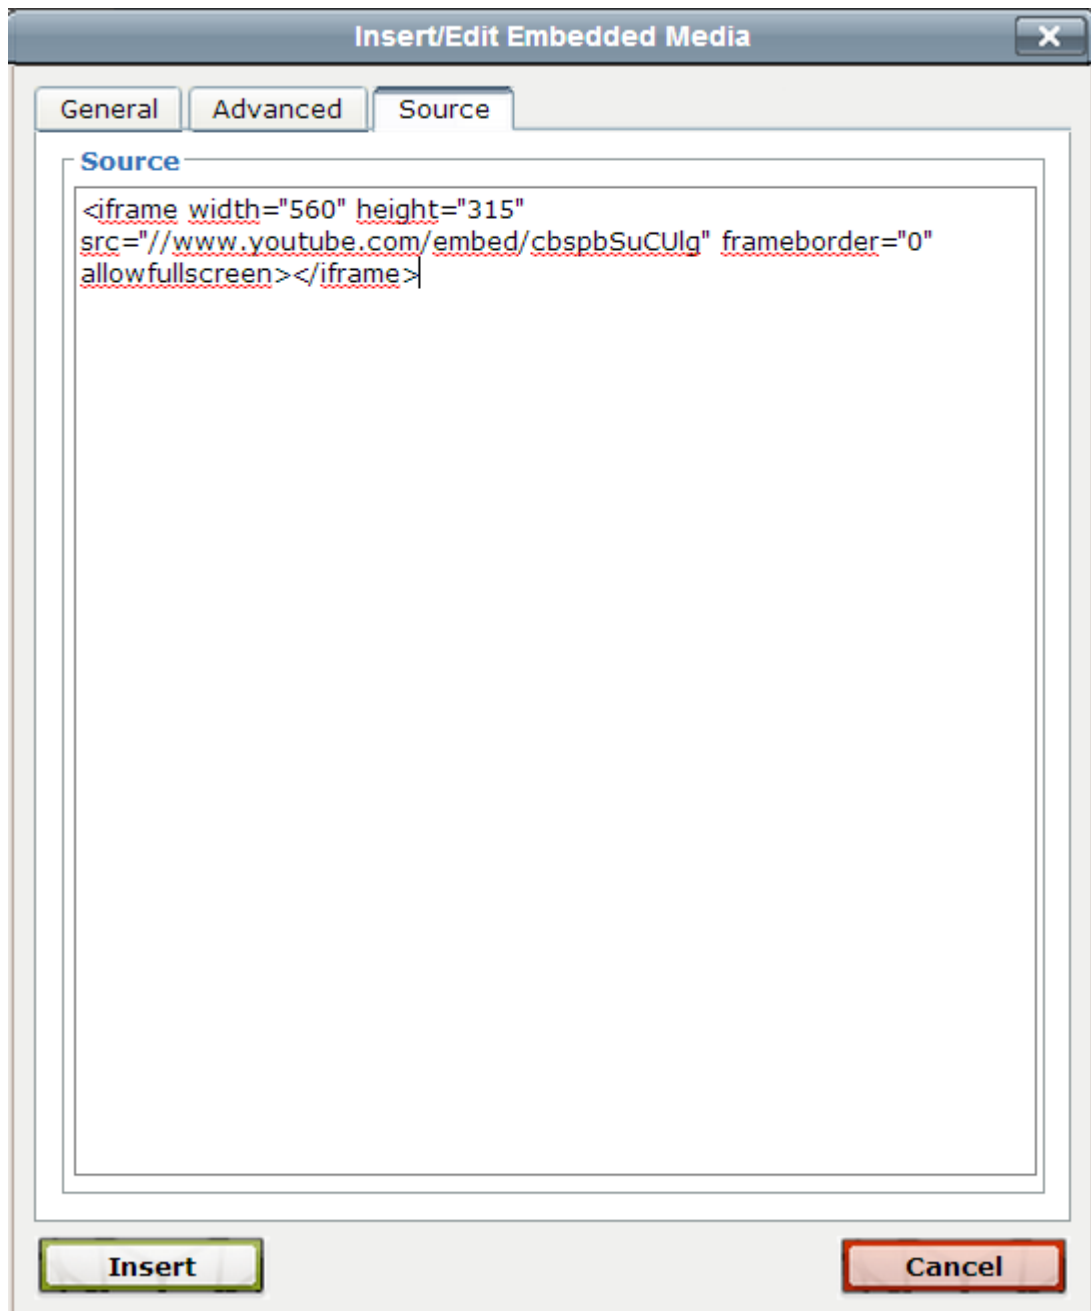 Insert/Edit Embedded Media
General Advanced Source
Source
<iframe width="560" height="315"
src="//www.youtube.com/embed/cbspbSuCUlg" frameborder="0"
allowfullscreen></iframe>
Insert Cancel